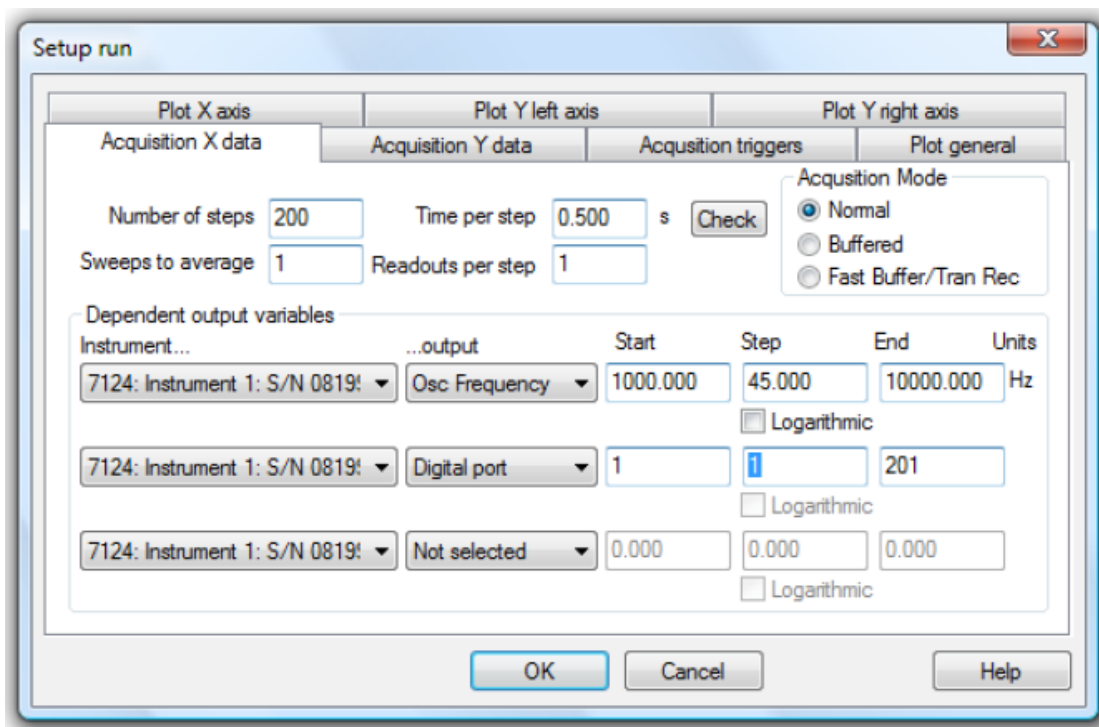 Setup run
X
Plot X axis Plot Y left axis Plot Y right axis
Acquisition X data Acquisition Y data Acqusition triggers Plot general
Acqusition Mode
Number of steps 200 Time per step 0.500 s Check Normal
Buffered
Sweeps to average 1 Readouts per step 1
Fast Buffer/Tran Rec
Dependent output variables
Instrument... ...output Start Step End Units
7124: Instrument 1: S/N 0819 Osc Frequency 1000.000 45.000 10000.000 Hz
Logarithmic
7124: Instrument 1: S/N 0819 Digital port 1 1 201
Logarithmic
7124: Instrument 1: S/N 0819 Not selected 0.000 0.000 0.000
Logarithmic
OK Cancel Help